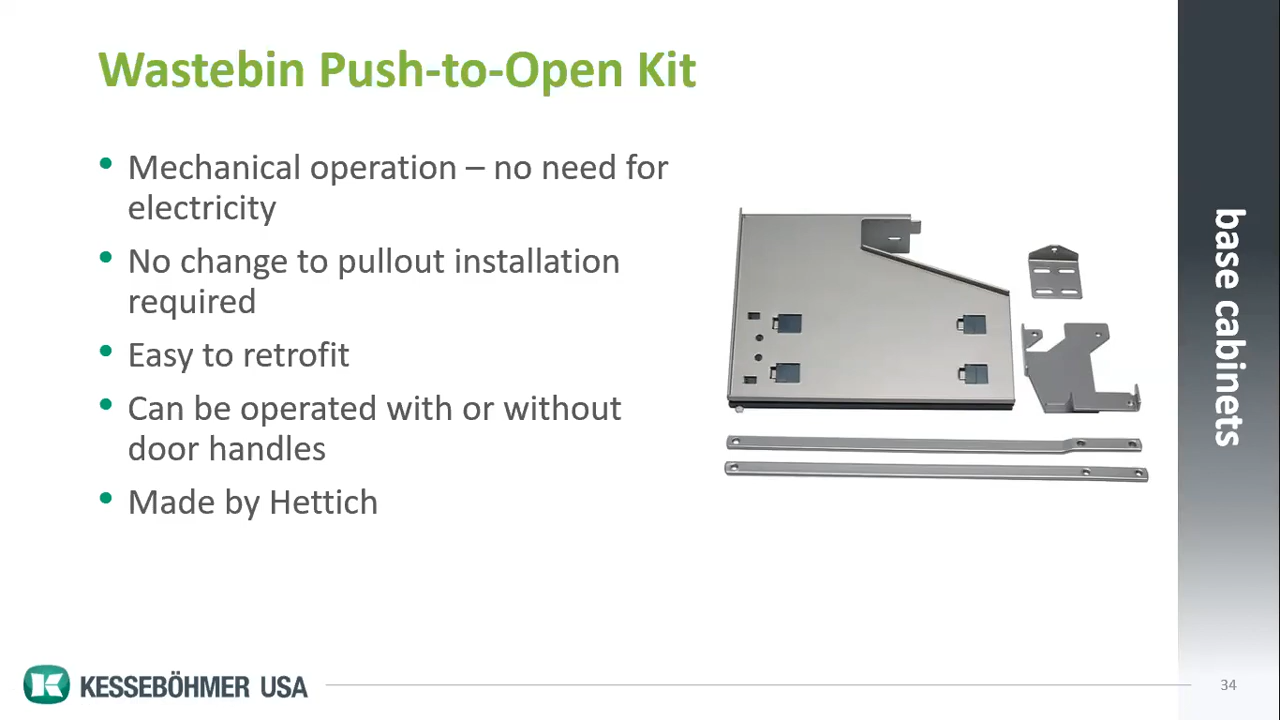 Wastebin Push-to-Open Kit
• Mechanical operation – no need for
electricity
• No change to pullout installation
required
• Easy to retrofit
• Can be operated with or without
door handles
• Made by Hettich
base cabinets
KESSEBÖHMER USA
34